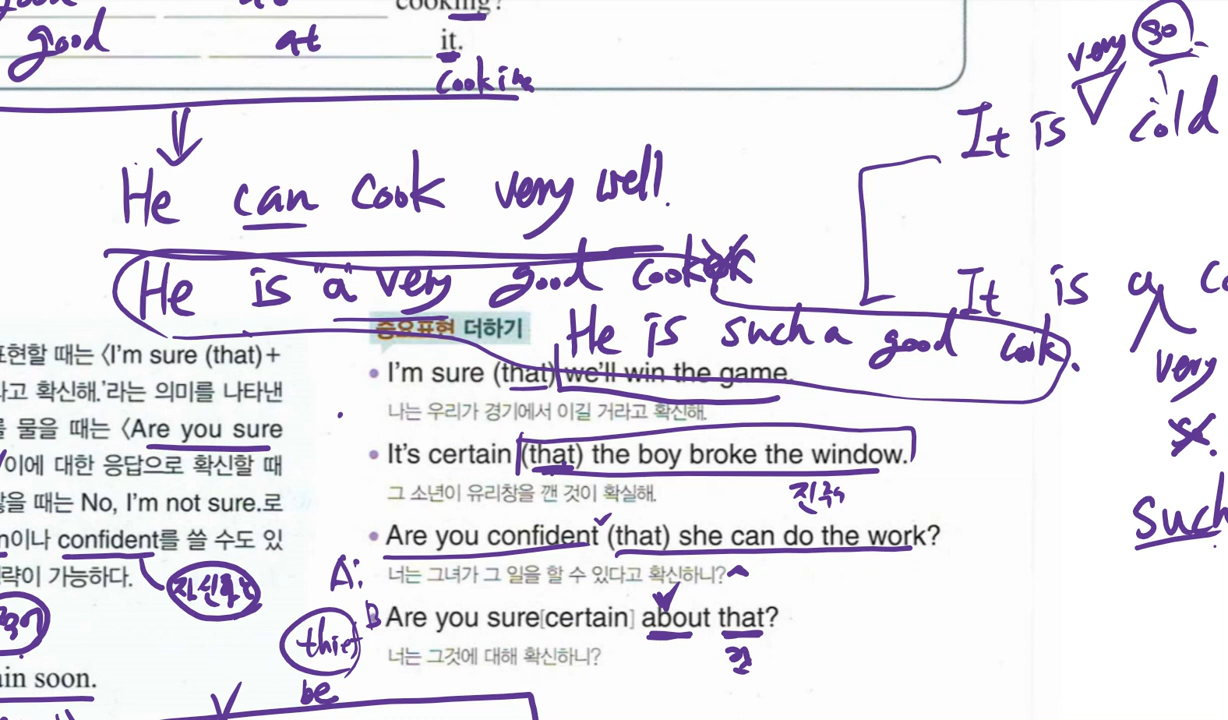 cooking?
good at it.
cooking
very so
It is cold
He can cook very well.
He is "a" very good cook
It is a
very
such
중요표현 더하기
He is such a good cook.
표현할 때는 〈I'm sure (that)+
라고 확신해.'라는 의미를 나타낸
를 물을 때는 〈Are you sure
이에 대한 응답으로 확신할 때
않을 때는 No, I'm not sure.로
이나 confident를 쓸 수도 있
략이 가능하다.
ain soon.
• I'm sure (that) we'll win the game.
나는 우리가 경기에서 이길 거라고 확신해.
• It's certain (that) the boy broke the window.
그 소년이 유리창을 깬 것이 확실해.
• Are you confident (that) she can do the work?
너는 그녀가 그 일을 할 수 있다고 확신하니?
A:
B
• Are you sure[certain] about that?
너는 그것에 대해 확신하니?
thief
be